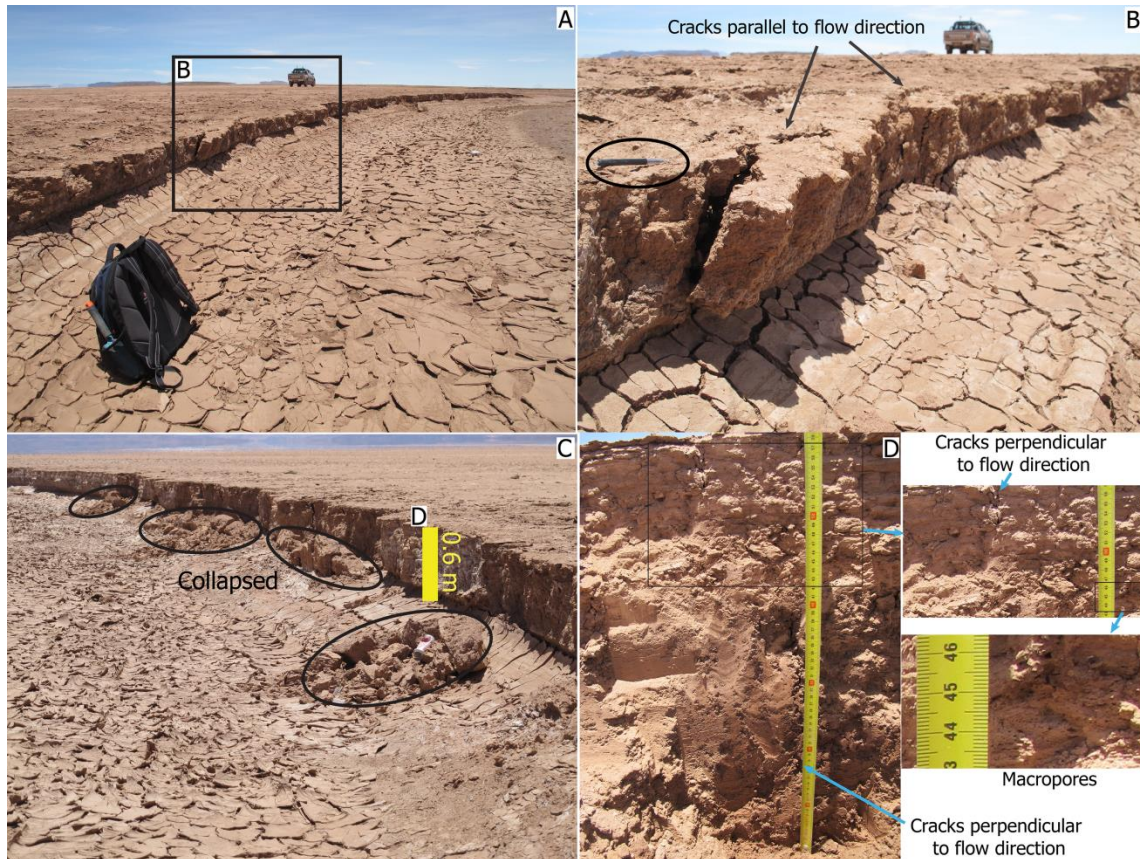 A
B
B
Cracks parallel to flow direction
C
D
0.6 m
Collapsed
D
Cracks perpendicular
to flow direction
46
45
44
3
Macropores
Cracks perpendicular
to flow direction